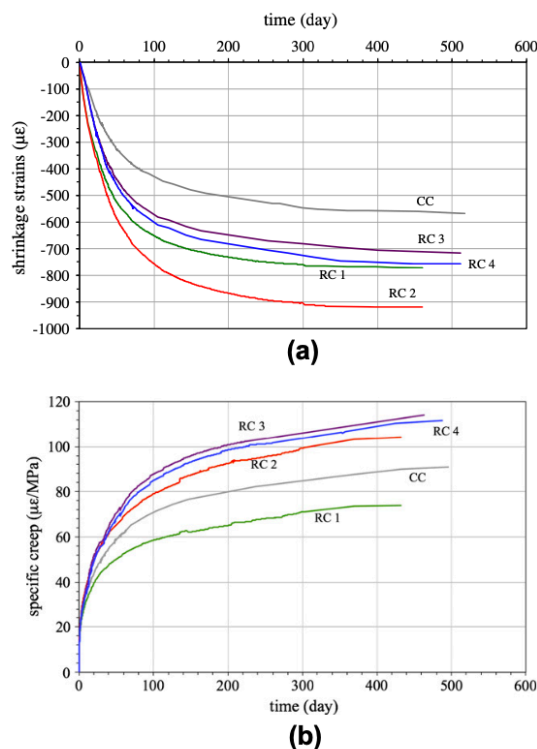 time (day)
0 100 200 300 400 500 600
0
-100
-200
-300
-400
-500
-600
-700
-800
-900
-1000
shrinkage strains (με)
CC
RC 3
RC 4
RC 1
RC 2
(a)
120
100
80
60
40
20
0
specific creep (με/MPa)
RC 3
RC 4
RC 2
CC
RC 1
0 100 200 300 400 500 600
time (day)
(b)